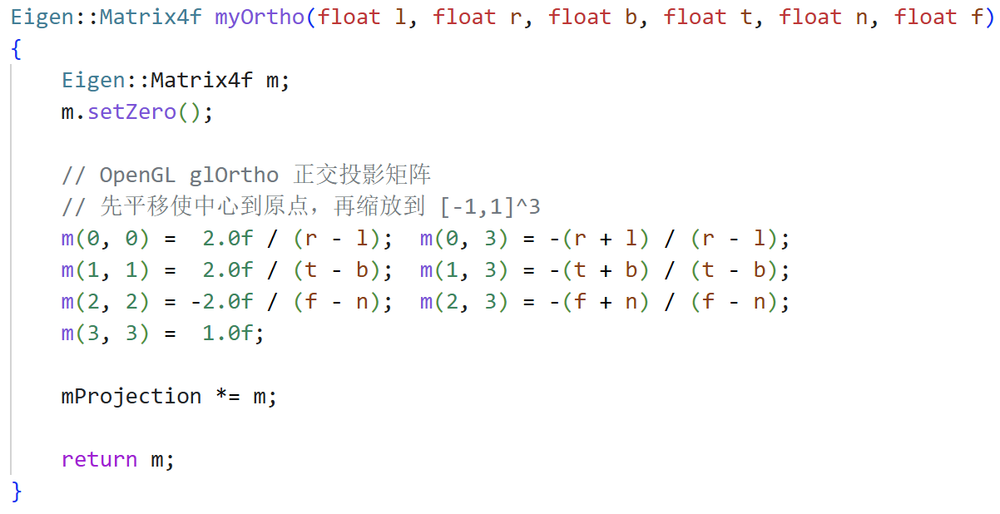 Eigen::Matrix4f myOrtho(float l, float r, float b, float t, float n, float f)
{
    Eigen::Matrix4f m;
    m.setZero();

    // OpenGL glOrtho 正交投影矩阵
    // 先平移使中心到原点，再缩放到 [-1,1]^3
    m(0, 0) =  2.0f / (r - l);  m(0, 3) = -(r + l) / (r - l);
    m(1, 1) =  2.0f / (t - b);  m(1, 3) = -(t + b) / (t - b);
    m(2, 2) = -2.0f / (f - n);  m(2, 3) = -(f + n) / (f - n);
    m(3, 3) =  1.0f;

    mProjection *= m;

    return m;
}